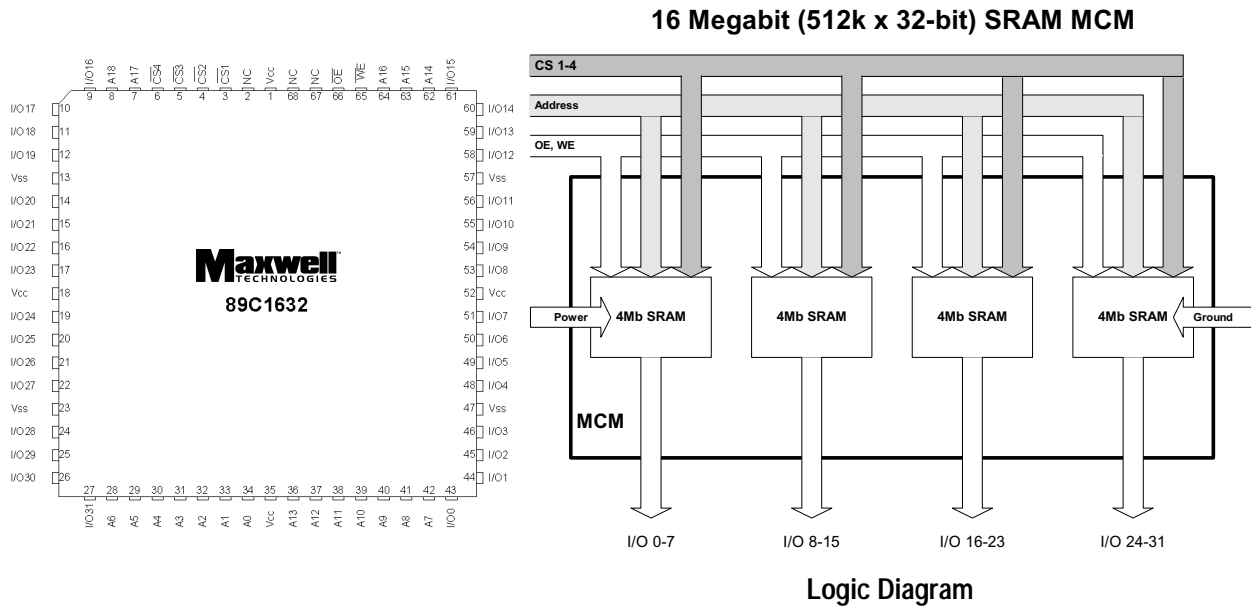 16 Megabit (512k x 32-bit) SRAM MCM
I/O16 A18 A17 CS4 CS3 CS2 CS1 NC Vcc NC NC OE WE A16 A15 A14 I/O15
9 8 7 6 5 4 3 2 1 68 67 66 65 64 63 62 61
I/O17 10 60 I/O14
I/O18 11 59 I/O13
I/O19 12 58 I/O12
Vss 13 57 Vss
I/O20 14 56 I/O11
I/O21 15 55 I/O10
I/O22 16 54 I/O9
I/O23 17 53 I/O8
Vcc 18 52 Vcc
I/O24 19 51 I/O7
I/O25 20 50 I/O6
I/O26 21 49 I/O5
I/O27 22 48 I/O4
Vss 23 47 Vss
I/O28 24 46 I/O3
I/O29 25 45 I/O2
I/O30 26 44 I/O1
Maxwell™
TECHNOLOGIES
89C1632
27 28 29 30 31 32 33 34 35 36 37 38 39 40 41 42 43
I/O31 A6 A5 A4 A3 A2 A1 A0 Vcc A13 A12 A11 A10 A9 A8 A7 I/O0
CS 1-4
Address
OE, WE
Power 4Mb SRAM 4Mb SRAM 4Mb SRAM 4Mb SRAM Ground
MCM
I/O 0-7 I/O 8-15 I/O 16-23 I/O 24-31
Logic Diagram